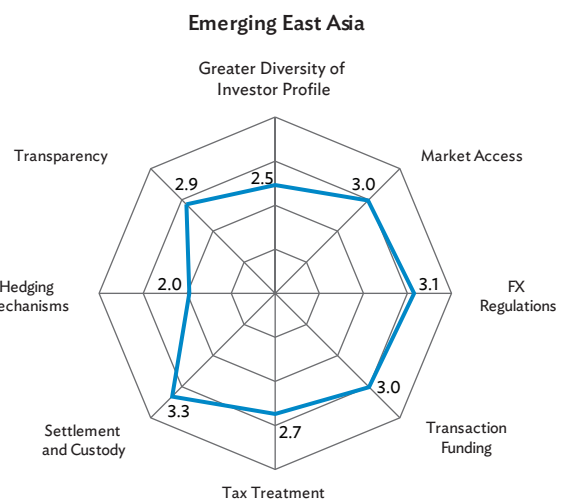 Emerging East Asia
Greater Diversity of
Investor Profile
Transparency
Market Access
2.9
2.5
3.0
Hedging
echanisms
2.0
3.1
FX
Regulations
3.3
3.0
Settlement
and Custody
2.7
Transaction
Funding
Tax Treatment